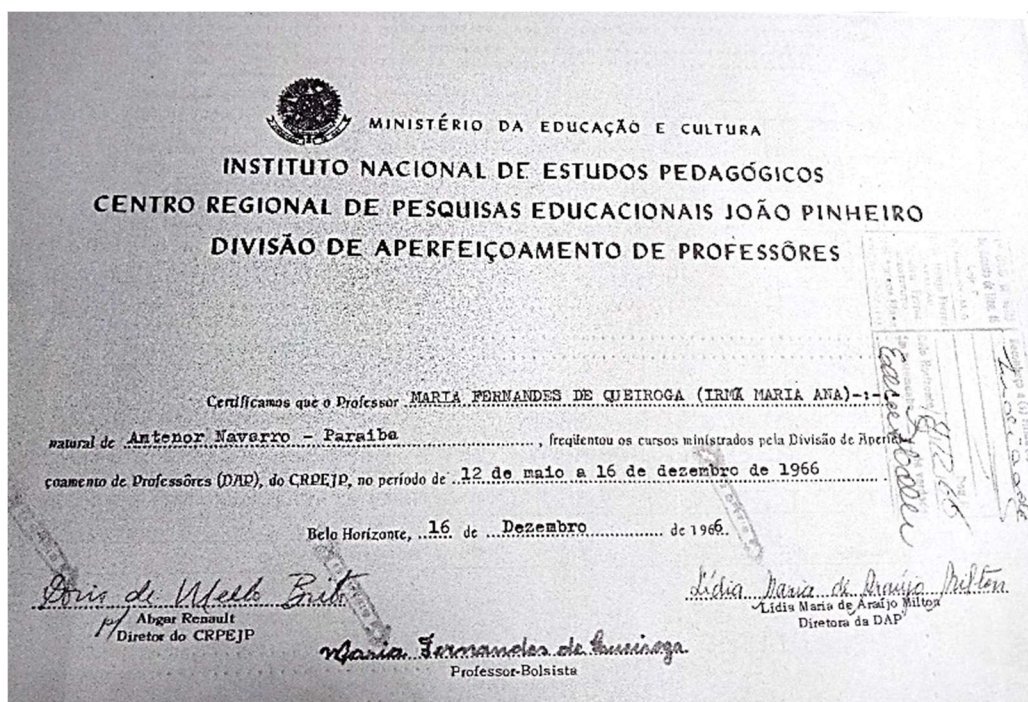 MINISTÉRIO DA EDUCAÇÃO E CULTURA
INSTITUTO NACIONAL DE ESTUDOS PEDAGÓGICOS
CENTRO REGIONAL DE PESQUISAS EDUCACIONAIS JOÃO PINHEIRO
DIVISÃO DE APERFEIÇOAMENTO DE PROFESSÔRES
Certificamos que o Professor MARIA FERNANDES DE QUEIROGA (IRMÃ MARIA ANA)-:-
natural de Antenor Navarro - Paraiba, freqüentou os cursos ministrados pela Divisão de Aperfei
çoamento de Professôres (DAP), do CRPEJP, no período de 12 de maio a 16 de dezembro de 1966.
Belo Horizonte, 16 de Dezembro de 1966.
Doris de Mello Brito
p/ Abgar Renault
Diretor do CRPEJP
Lídia Maria de Araújo Milton
Lídia Maria de Araíjo Milton
Diretora da DAP
Maria Fernandes de Queiroga
Professor-Bolsista